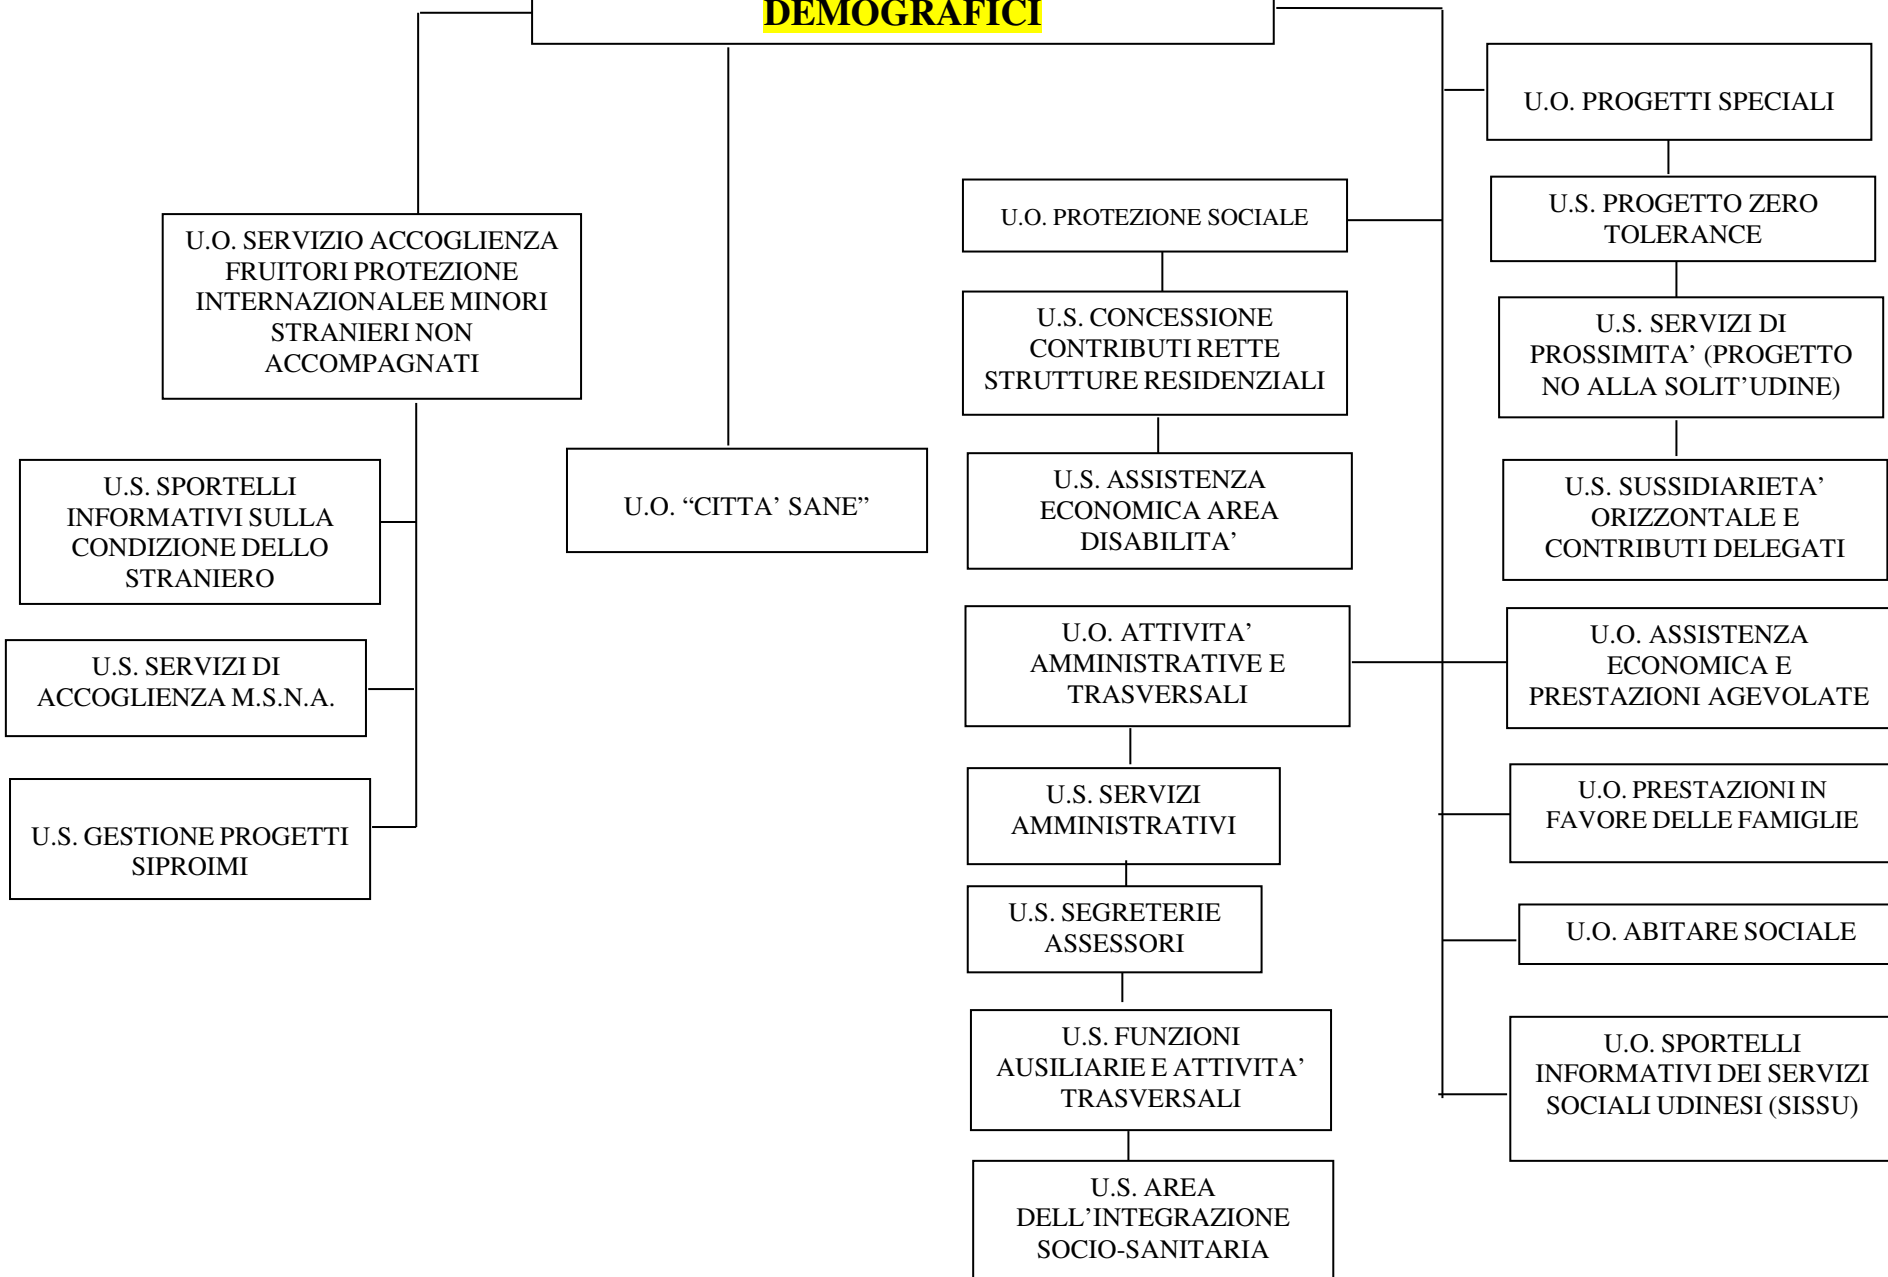 DEMOGRAFICI
U.O. SERVIZIO ACCOGLIENZA
FRUITORI PROTEZIONE
INTERNAZIONALEE MINORI
STRANIERI NON
ACCOMPAGNATI
U.S. SPORTELLI
INFORMATIVI SULLA
CONDIZIONE DELLO
STRANIERO
U.S. SERVIZI DI
ACCOGLIENZA M.S.N.A.
U.S. GESTIONE PROGETTI
SIPROIMI
U.O. “CITTA’ SANE”
U.O. PROTEZIONE SOCIALE
U.S. CONCESSIONE
CONTRIBUTI RETTE
STRUTTURE RESIDENZIALI
U.S. ASSISTENZA
ECONOMICA AREA
DISABILITA’
U.O. ATTIVITA’
AMMINISTRATIVE E
TRASVERSALI
U.S. SERVIZI
AMMINISTRATIVI
U.S. SEGRETERIE
ASSESSORI
U.S. FUNZIONI
AUSILIARIE E ATTIVITA’
TRASVERSALI
U.S. AREA
DELL’INTEGRAZIONE
SOCIO-SANITARIA
U.O. PROGETTI SPECIALI
U.S. PROGETTO ZERO
TOLERANCE
U.S. SERVIZI DI
PROSSIMITA’ (PROGETTO
NO ALLA SOLIT’UDINE)
U.S. SUSSIDIARIETA’
ORIZZONTALE E
CONTRIBUTI DELEGATI
U.O. ASSISTENZA
ECONOMICA E
PRESTAZIONI AGEVOLATE
U.O. PRESTAZIONI IN
FAVORE DELLE FAMIGLIE
U.O. ABITARE SOCIALE
U.O. SPORTELLI
INFORMATIVI DEI SERVIZI
SOCIALI UDINESI (SISSU)